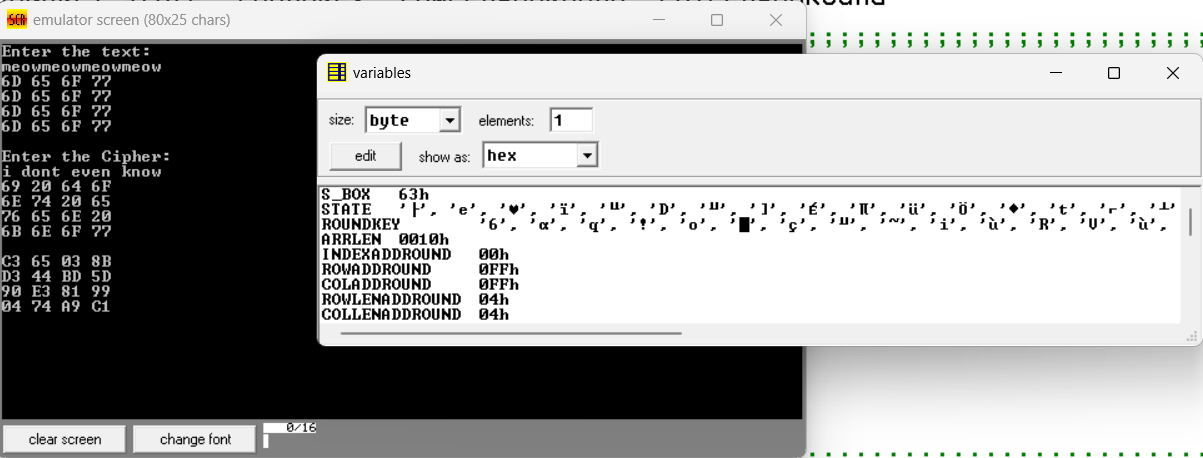 emulator screen (80x25 chars)
Enter the text:
meowmeowmeowmeow
6D 65 6F 77
6D 65 6F 77
6D 65 6F 77
6D 65 6F 77
Enter the Cipher:
i dont even know
69 20 64 6F
6E 74 20 65
76 65 6E 20
6B 6E 6F 77
C3 65 03 8B
D3 44 BD 5D
90 E3 81 99
04 74 A9 C1
clear screen
change font
0/16
variables
size: byte elements: 1
edit show as: hex
S_BOX 63h
STATE '├', 'e', '♥', 'ï', '╙', 'D', '╜', ']', 'É', 'π', 'ü', 'Ö', '♦', 't', '⌐', '┴'
ROUNDKEY '6', 'α', 'q', '!', 'o', '█', 'ç', '╙', '~', 'i', 'ù', 'R', 'V', 'ù',
ARRLEN 0010h
INDEXADDROUND 00h
ROWADDROUND 0FFh
COLADDROUND 0FFh
ROWLENADDROUND 04h
COLLENADDROUND 04h